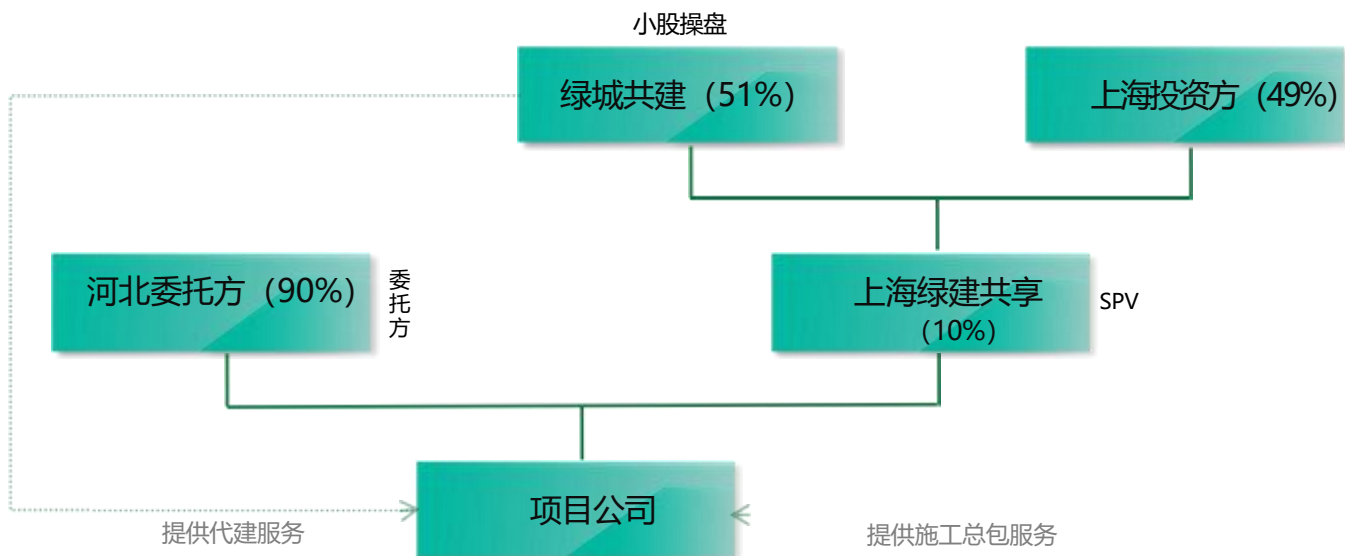 小股操盘
绿城共建（51%）
上海投资方（49%）
河北委托方（90%）
委托方
上海绿建共享
（10%）
SPV
项目公司
提供代建服务
提供施工总包服务